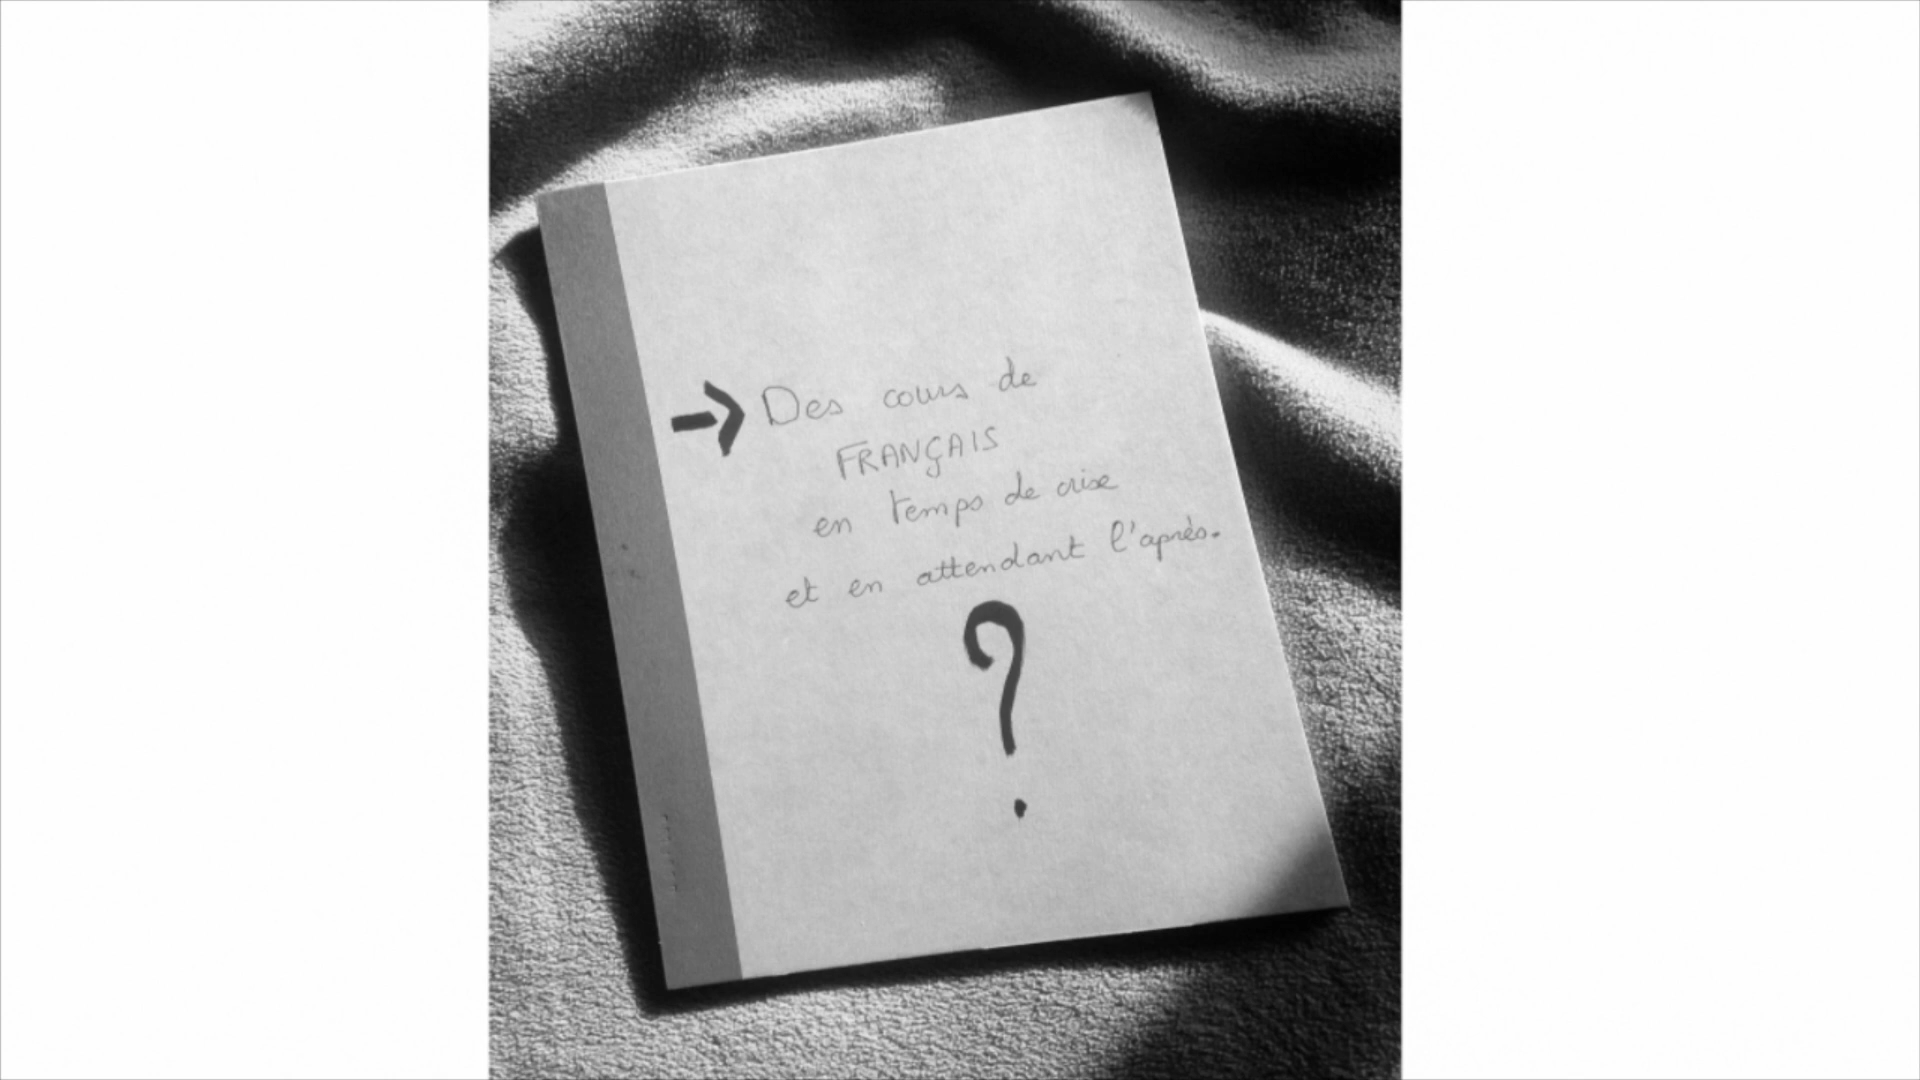 → Des cours de
FRANÇAIS
en temps de crise
et en attendant l'après.
?